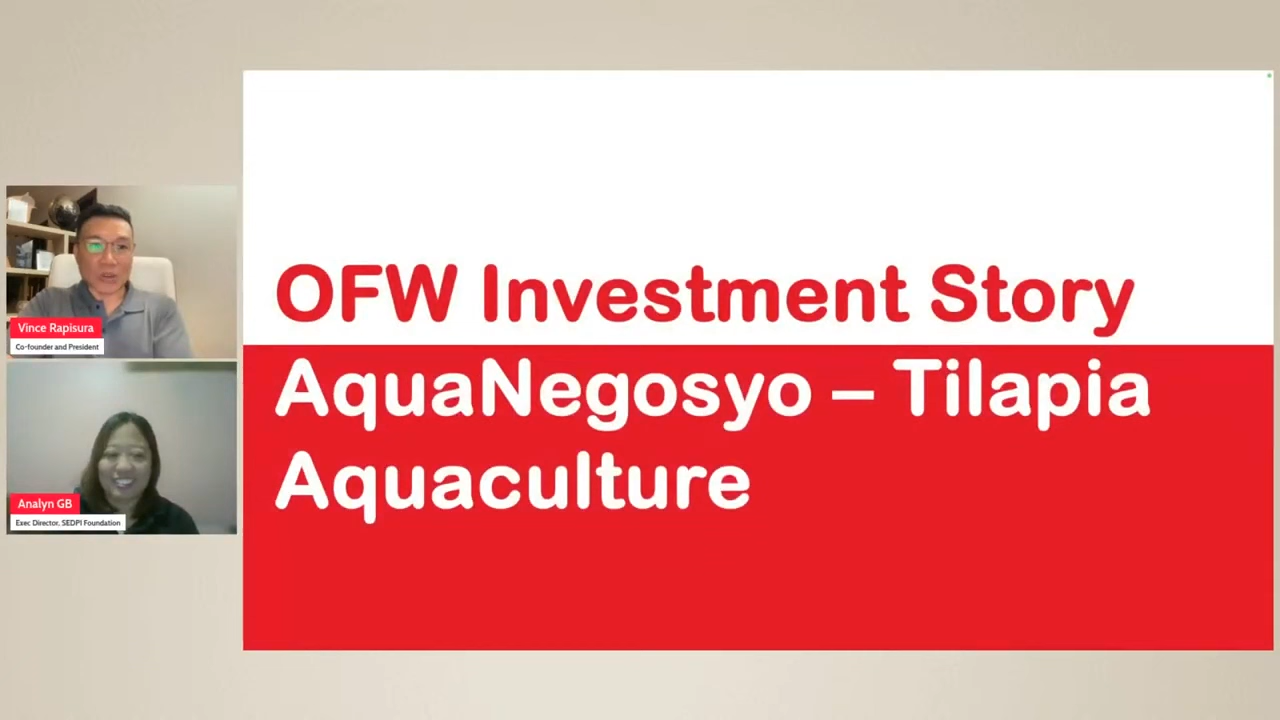 Vince Rapisura
Co-founder and President
Analyn GB
Exec Director, SEDPI Foundation
OFW Investment Story
AquaNegosyo – Tilapia
Aquaculture